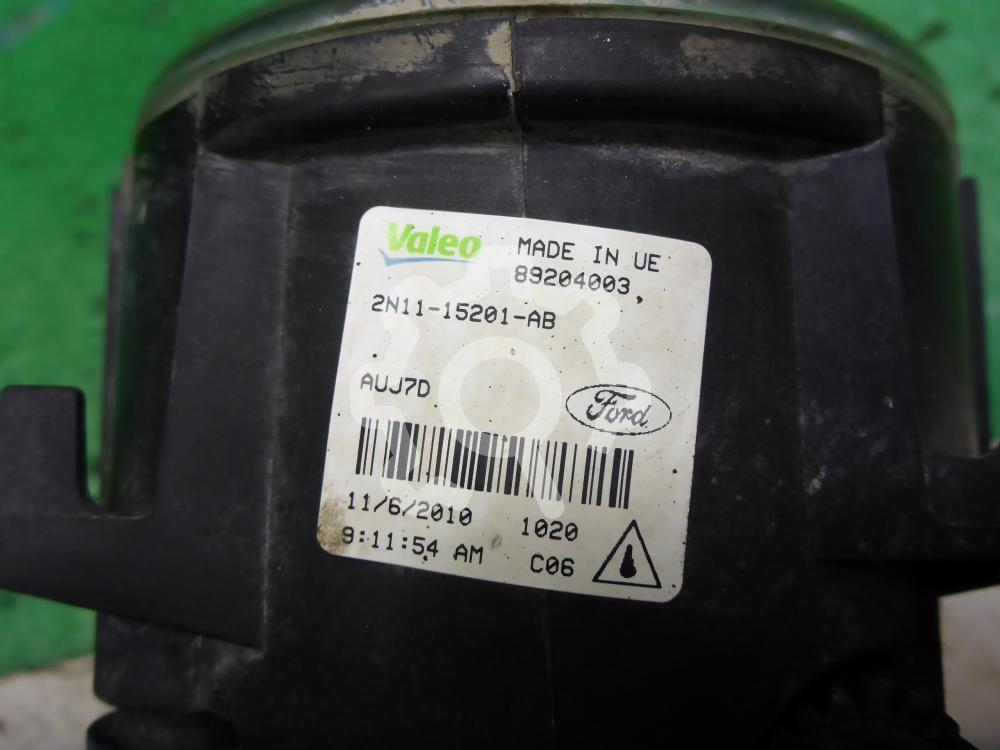 Valeo MADE IN UE
89204003
2N11-15201-AB
AUJ7D
Ford
11/6/2010 1020
9:11:54 AM C06